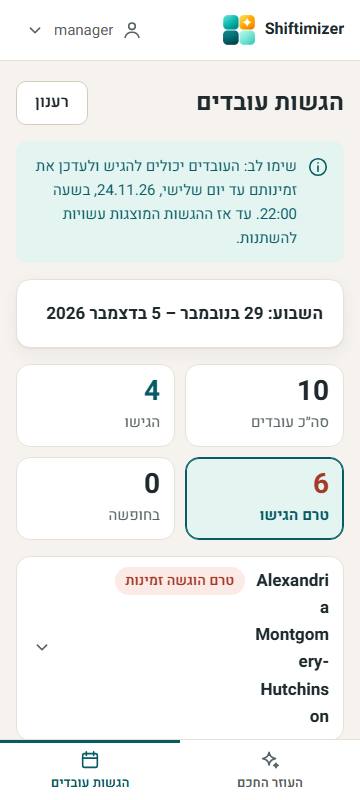 Shiftimizer
manager
הגשות עובדים
רענון
שימו לב: העובדים יכולים להגיש ולעדכן את
זמינותם עד יום שלישי, 24.11.26, בשעה
22:00. עד אז ההגשות המוצגות עשויות
להשתנות.
השבוע: 29 בנובמבר – 5 בדצמבר 2026
10
סה״כ עובדים
4
הגישו
6
טרם הגישו
0
בחופשה
Alexandri
a
Montgom
ery-
Hutchins
on
טרם הוגשה זמינות
העוזר החכם
הגשות עובדים